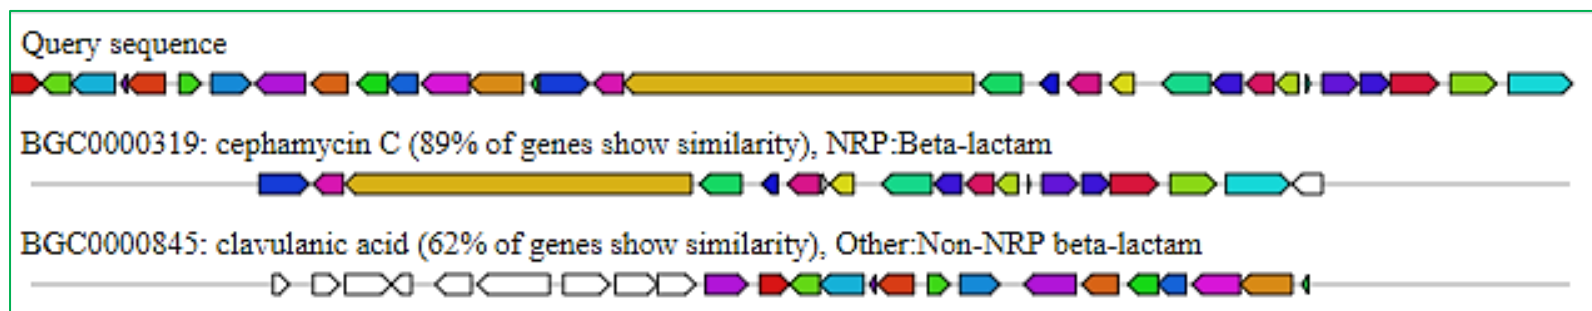 Query sequence
BGC0000319: cephamycin C (89% of genes show similarity), NRP:Beta-lactam
BGC0000845: clavulanic acid (62% of genes show similarity), Other:Non-NRP beta-lactam